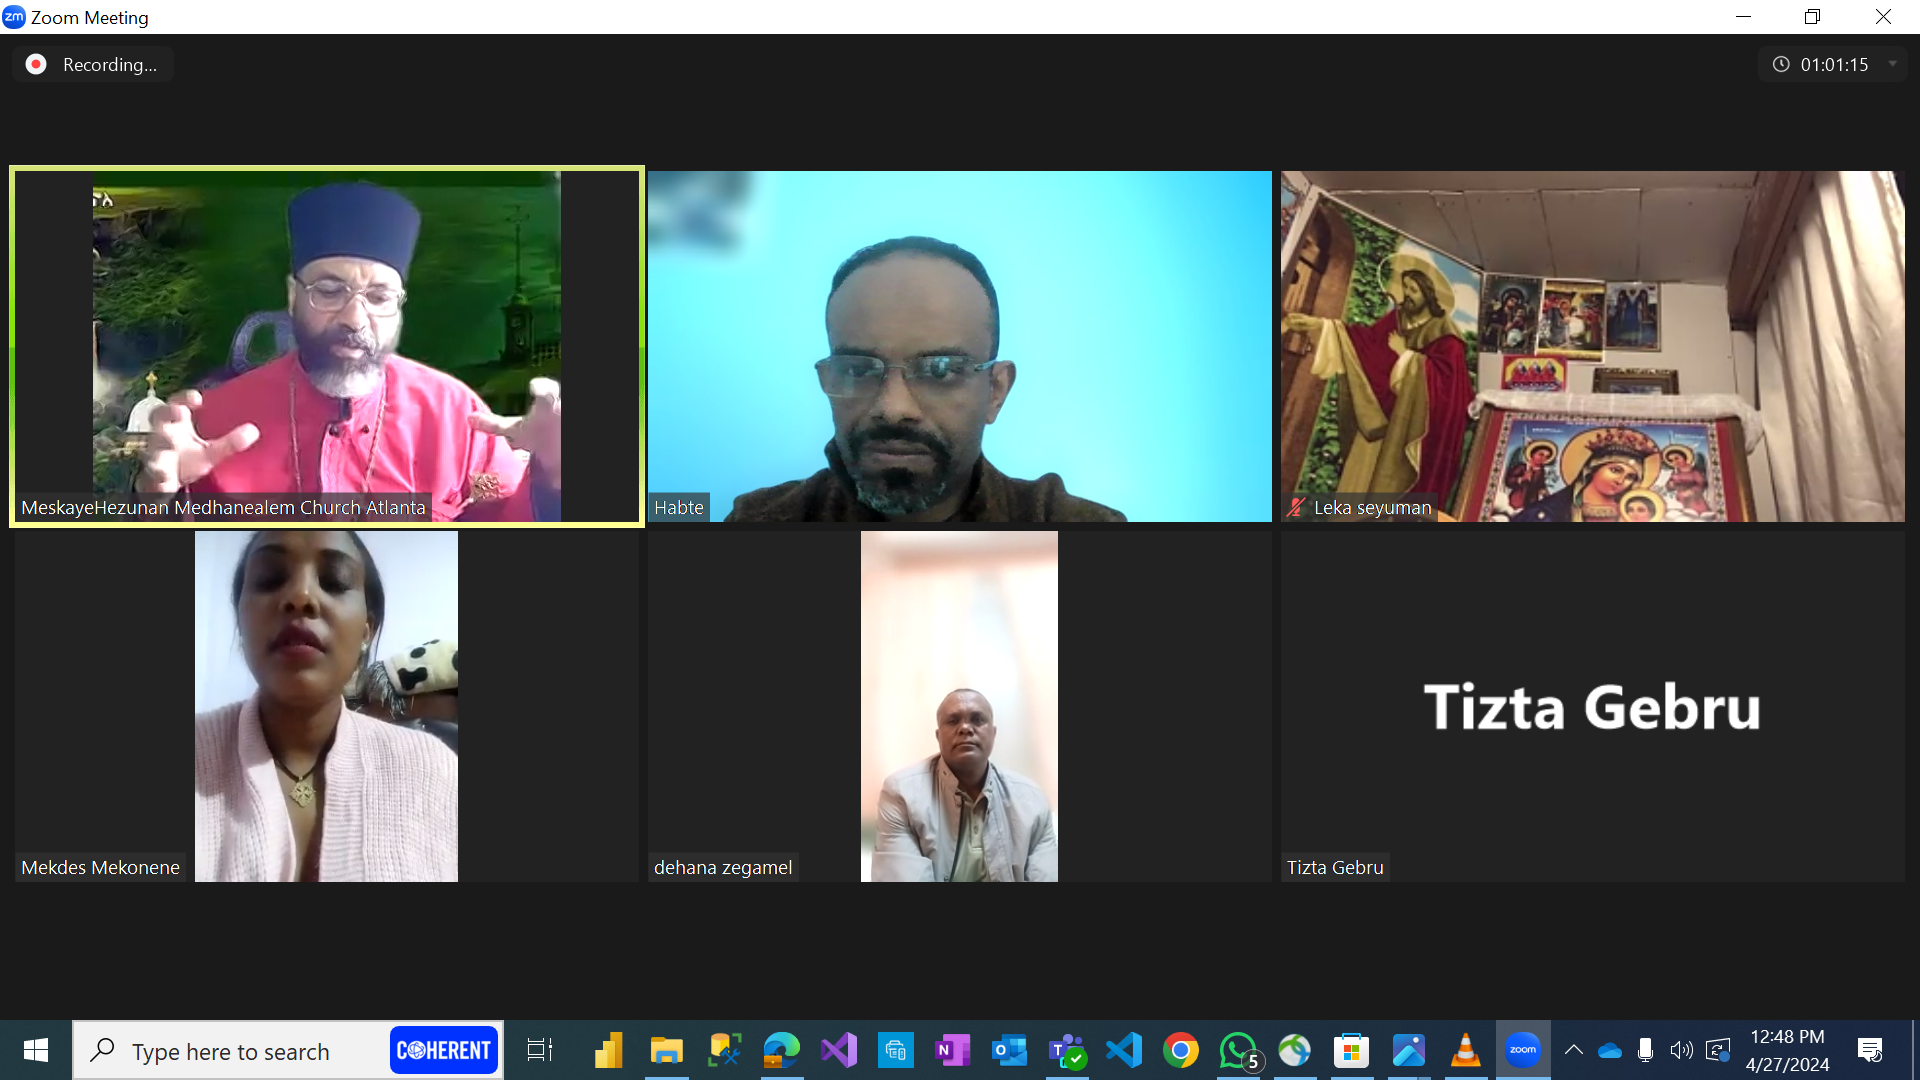 zm Zoom Meeting
Recording...
01:01:15
MeskayeHezunan Medhanealem Church Atlanta
Habte
Leka seyuman
Tizta Gebru
Mekdes Mekonene
dehana zegamel
Tizta Gebru
Type here to search
COHERENT
zoom
5
12:48 PM
4/27/2024